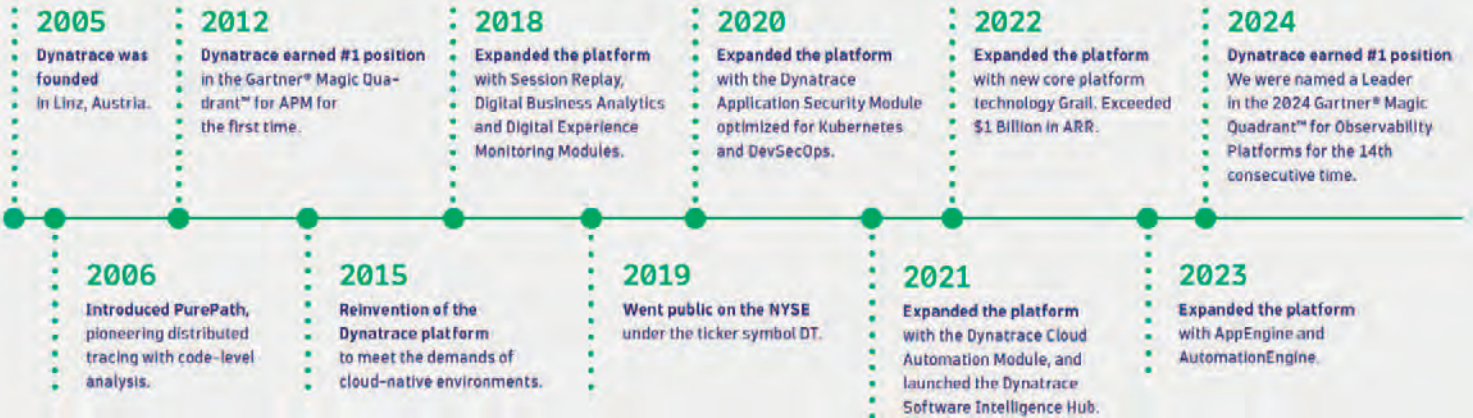 2005
Dynatrace was
founded
in Linz, Austria.
2012
Dynatrace earned #1 position
in the Gartner® Magic Qua-
drant™ for APM for
the first time.
2018
Expanded the platform
with Session Replay,
Digital Business Analytics
and Digital Experience
Monitoring Modules.
2020
Expanded the platform
with the Dynatrace
Application Security Module
optimized for Kubernetes
and DevSecOps.
2022
Expanded the platform
with new core platform
technology Grail. Exceeded
$1 Billion in ARR.
2024
Dynatrace earned #1 position
We were named a Leader
in the 2024 Gartner® Magic
Quadrant™ for Observability
Platforms for the 14th
consecutive time.
2006
Introduced PurePath,
pioneering distributed
tracing with code-level
analysis.
2015
Reinvention of the
Dynatrace platform
to meet the demands of
cloud-native environments.
2019
Went public on the NYSE
under the ticker symbol DT.
2021
Expanded the platform
with the Dynatrace Cloud
Automation Module, and
launched the Dynatrace
Software Intelligence Hub.
2023
Expanded the platform
with AppEngine and
AutomationEngine.